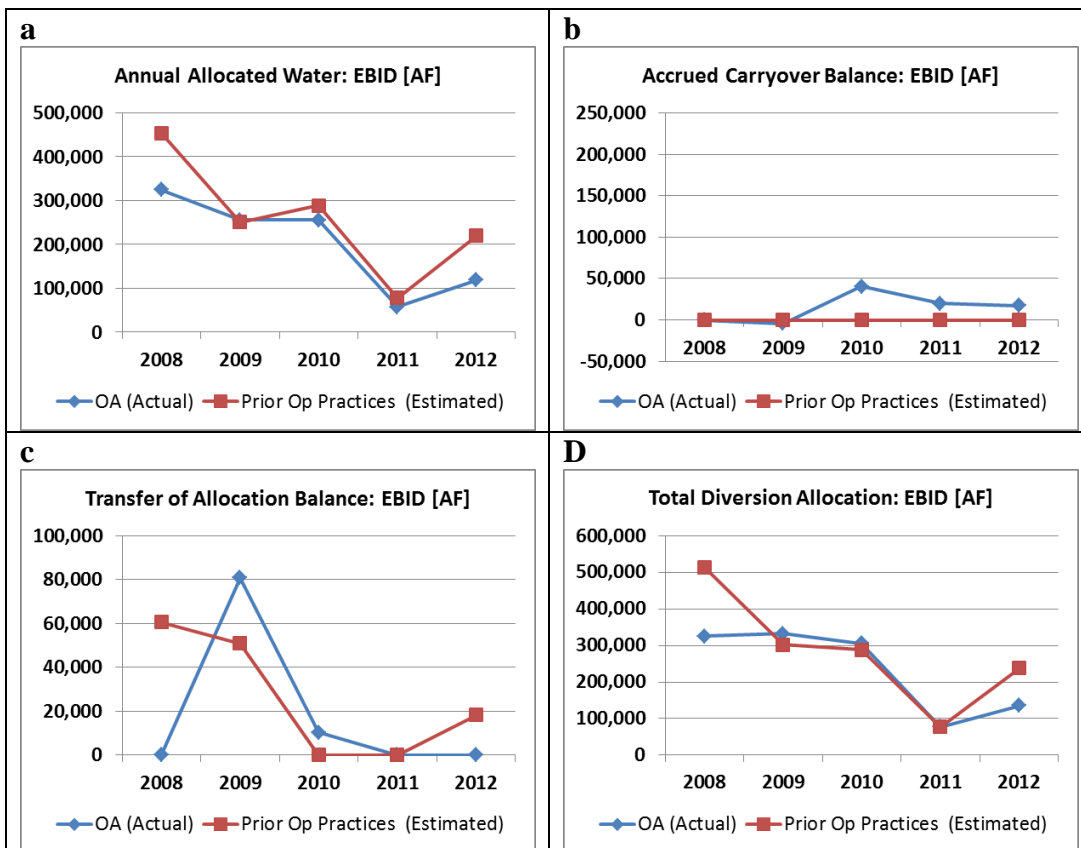 a
Annual Allocated Water: EBID [AF]
500,000
400,000
300,000
200,000
100,000
0
2008 2009 2010 2011 2012
OA (Actual) Prior Op Practices (Estimated)
b
Accrued Carryover Balance: EBID [AF]
250,000
200,000
150,000
100,000
50,000
0
-50,000
2008 2009 2010 2011 2012
OA (Actual) Prior Op Practices (Estimated)
c
Transfer of Allocation Balance: EBID [AF]
100,000
80,000
60,000
40,000
20,000
0
2008 2009 2010 2011 2012
OA (Actual) Prior Op Practices (Estimated)
D
Total Diversion Allocation: EBID [AF]
600,000
500,000
400,000
300,000
200,000
100,000
0
2008 2009 2010 2011 2012
OA (Actual) Prior Op Practices (Estimated)